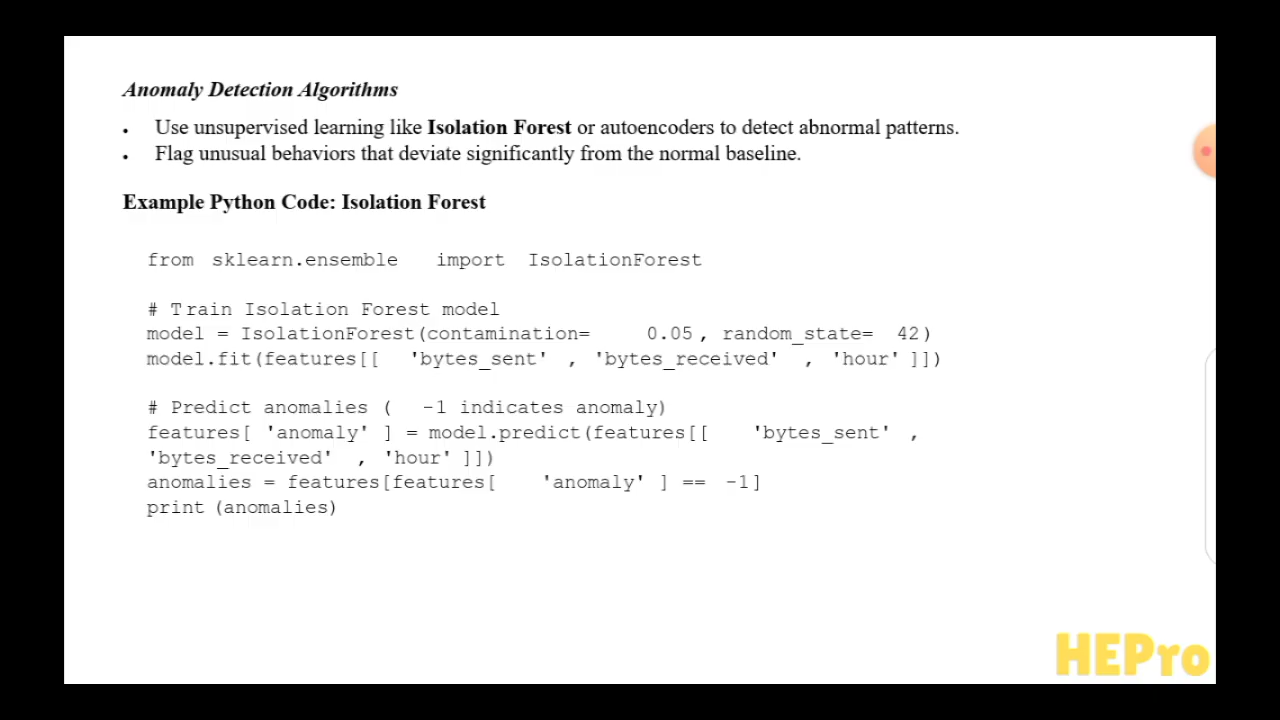 Anomaly Detection Algorithms
• Use unsupervised learning like Isolation Forest or autoencoders to detect abnormal patterns.
• Flag unusual behaviors that deviate significantly from the normal baseline.
Example Python Code: Isolation Forest
from sklearn.ensemble import IsolationForest
# Train Isolation Forest model
model = IsolationForest(contamination= 0.05, random_state= 42)
model.fit(features[[ 'bytes_sent' , 'bytes_received' , 'hour' ]])
# Predict anomalies ( -1 indicates anomaly)
features[ 'anomaly' ] = model.predict(features[[ 'bytes_sent' ,
'bytes_received' , 'hour' ]])
anomalies = features[features[ 'anomaly' ] == -1]
print (anomalies)
HEPro